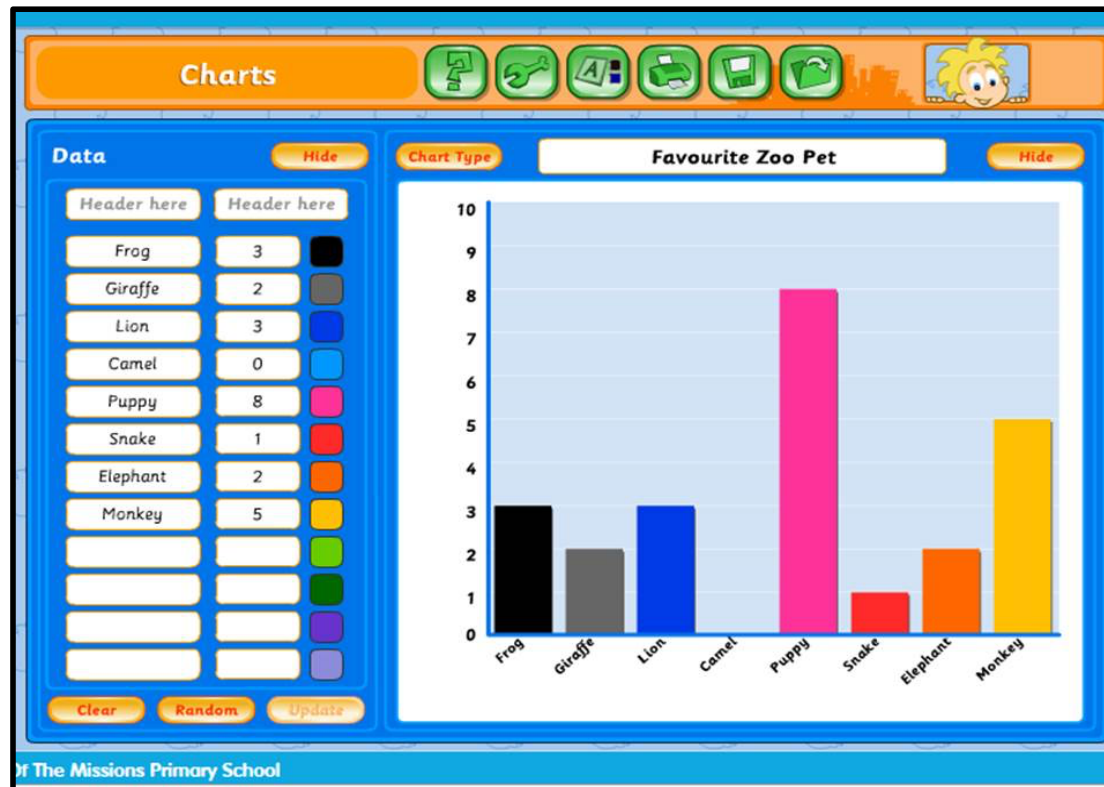 Charts
A
Data
Hide
Chart Type
Favourite Zoo Pet
Hide
Header here
Header here
Frog 3
Giraffe 2
Lion 3
Camel 0
Puppy 8
Snake 1
Elephant 2
Monkey 5
Clear
Random
Update
10
9
8
7
6
5
4
3
2
1
0
Frog
Giraffe
Lion
Camel
Puppy
Snake
Elephant
Monkey
Of The Missions Primary School